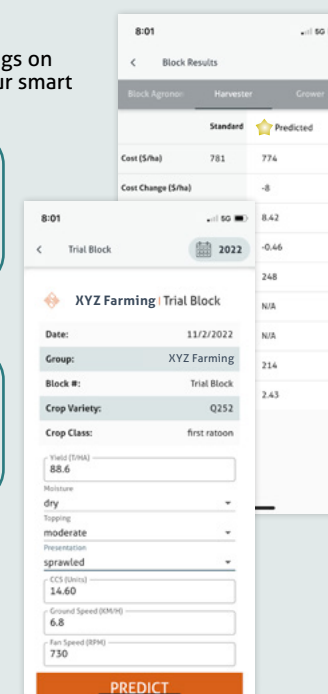 gs on
ur smart
8:01
5G
Block Results
Block Agronor Harvester Grower
Standard Predicted
Cost ($/ha) 781 774
Cost Change ($/ha) -8
8.42
-0.46
248
N/A
N/A
214
2.43
8:01
5G
Trial Block 2022
XYZ Farming | Trial Block
Date: 11/2/2022
Group: XYZ Farming
Block #: Trial Block
Crop Variety: Q252
Crop Class: first ratoon
Yield (T/HA)
88.6
Moisture
dry
Topping
moderate
Presentation
sprawled
CCS (Units)
14.60
Ground Speed (KM/H)
6.8
Fan Speed (RPM)
730
PREDICT